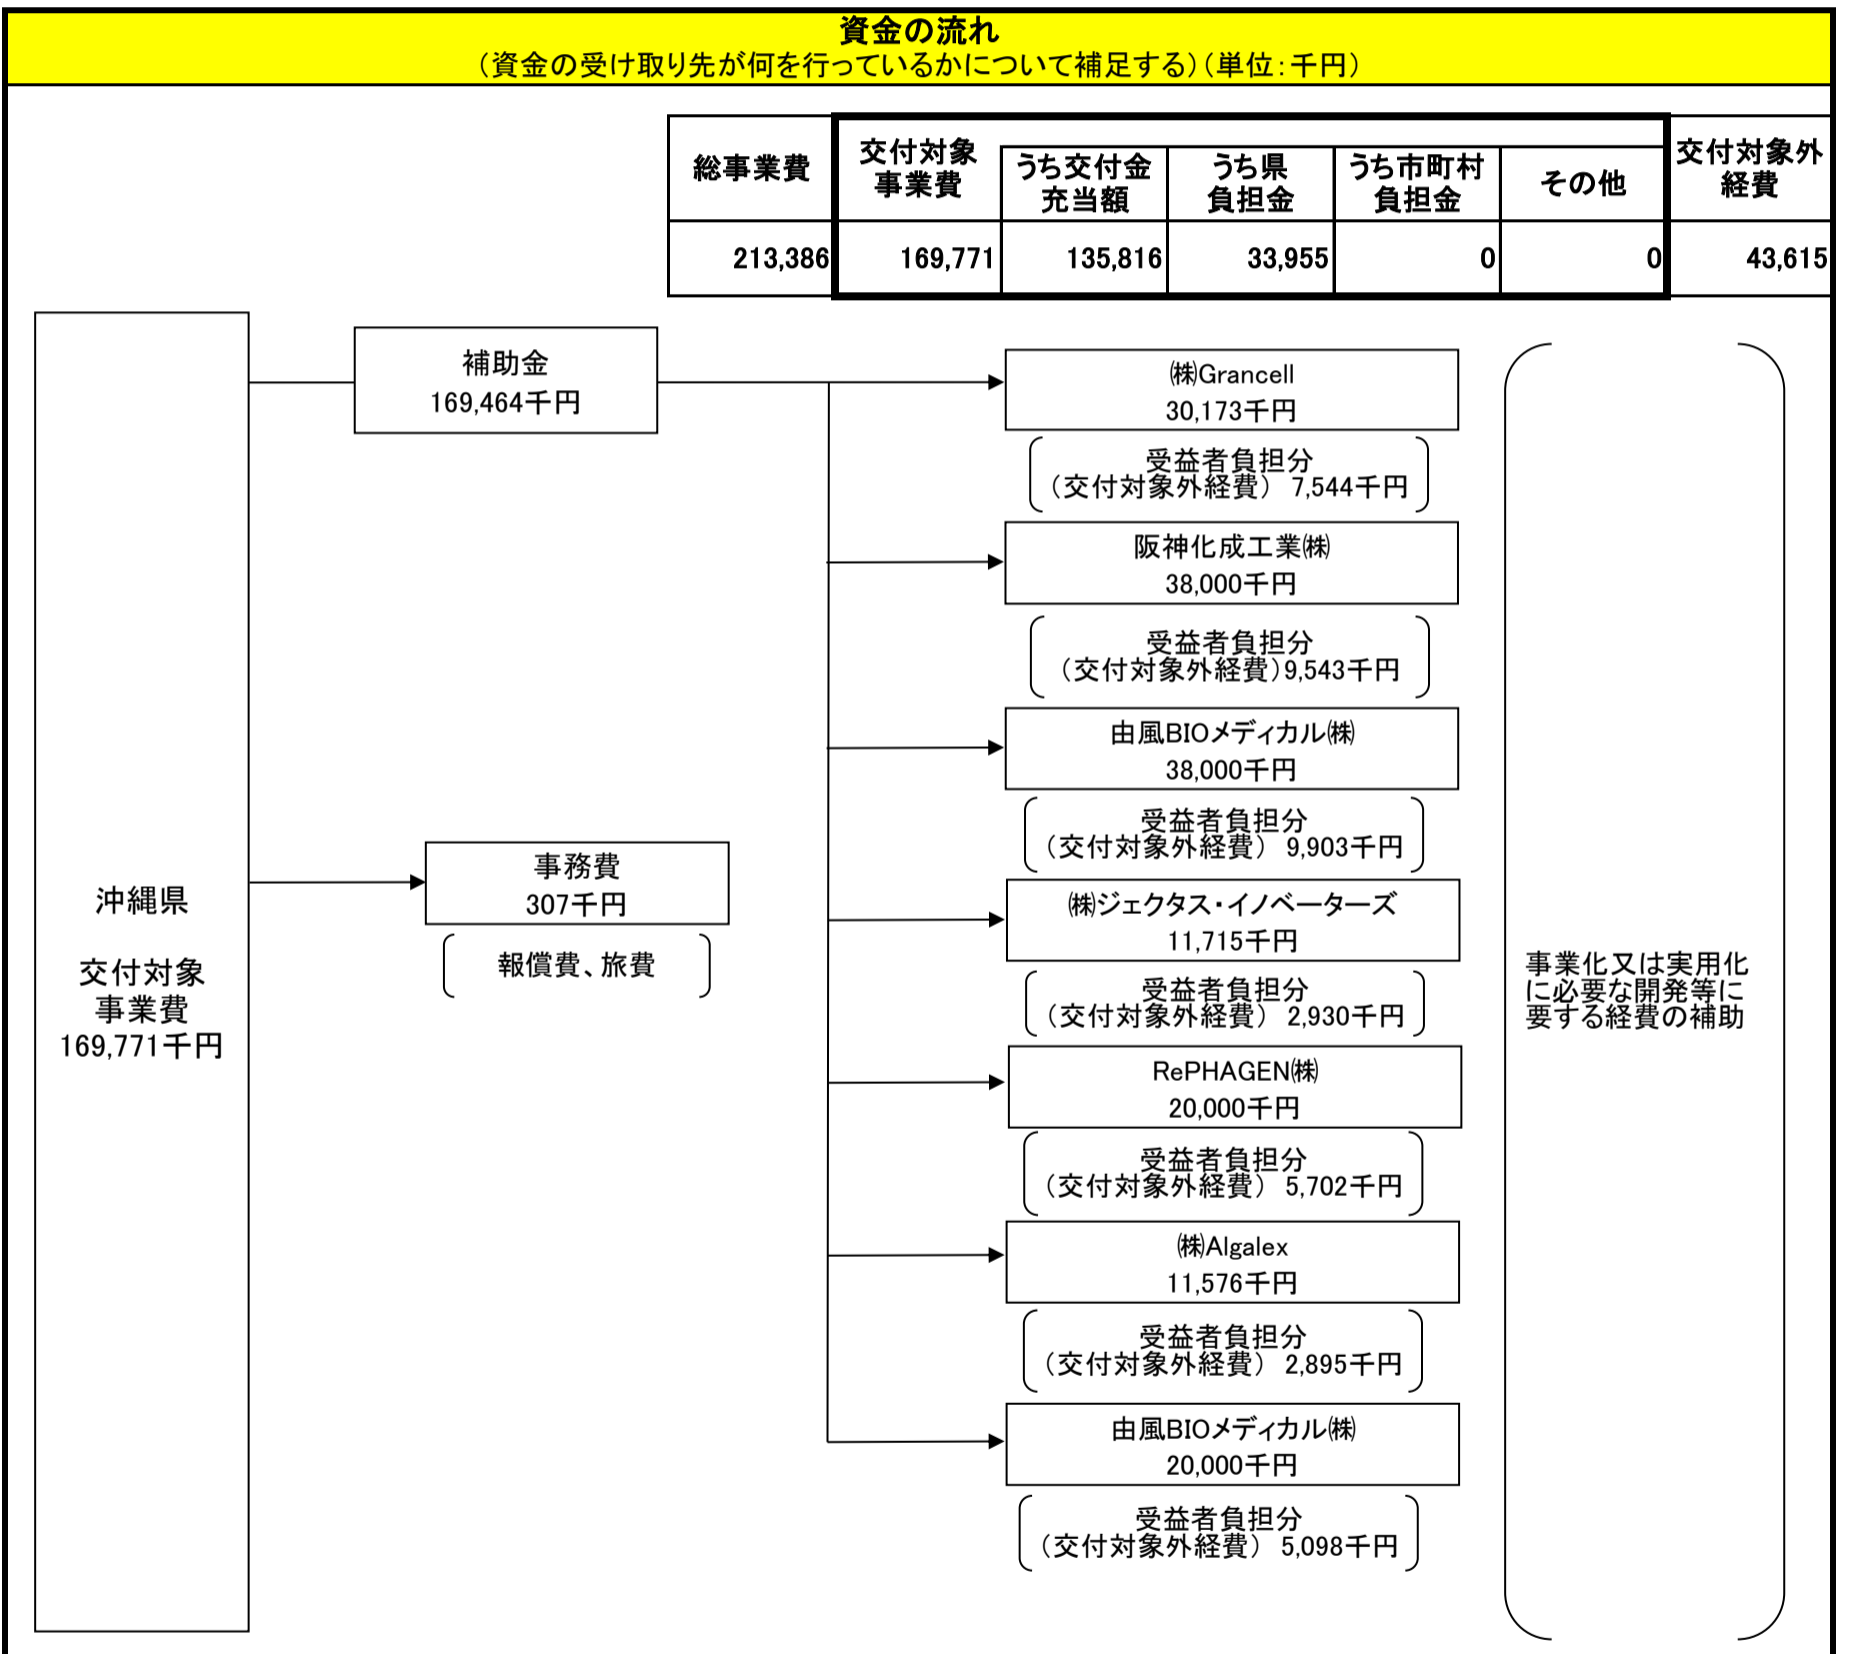 資金の流れ
（資金の受け取り先が何を行っているかについて補足する）（単位：千円）
総事業費
交付対象
事業費
うち交付金
充当額
うち県
負担金
うち市町村
負担金
その他
交付対象外
経費
213,386
169,771
135,816
33,955
0
0
43,615
補助金
169,464千円
㈱Grancell
30,173千円
受益者負担分
（交付対象外経費） 7,544千円
阪神化成工業㈱
38,000千円
受益者負担分
（交付対象外経費）9,543千円
由風BIOメディカル㈱
38,000千円
受益者負担分
（交付対象外経費） 9,903千円
沖縄県
交付対象
事業費
169,771千円
事務費
307千円
報償費、旅費
㈱ジェクタス・イノベーターズ
11,715千円
受益者負担分
（交付対象外経費） 2,930千円
事業化又は実用化
に必要な開発等に
要する経費の補助
RePHAGEN㈱
20,000千円
受益者負担分
（交付対象外経費） 5,702千円
㈱Algalex
11,576千円
受益者負担分
（交付対象外経費） 2,895千円
由風BIOメディカル㈱
20,000千円
受益者負担分
（交付対象外経費） 5,098千円